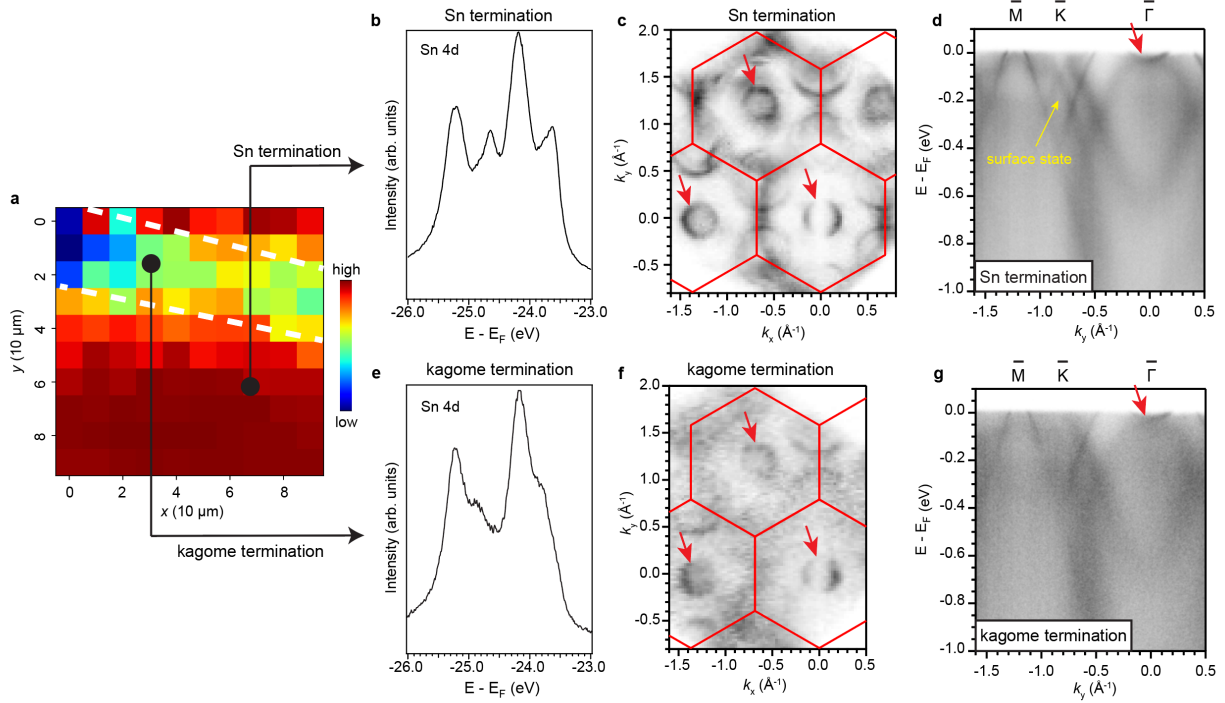 a
Sn termination
kagome termination
y (10 µm)
0
2
4
6
8
0
2
4
6
8
x (10 µm)
high
low
b
Sn termination
Sn 4d
Intensity (arb. units)
-26.0
-25.0
-24.0
-23.0
E - E_F (eV)
c
Sn termination
k_y (Å⁻¹)
2.0
1.5
1.0
0.5
0.0
-0.5
-1.5
-1.0
-0.5
0.0
0.5
k_x (Å⁻¹)
d
M̅
K̅
Γ̅
E - E_F (eV)
0.0
-0.2
-0.4
-0.6
-0.8
-1.0
surface state
Sn termination
-1.5
-1.0
-0.5
0.0
0.5
k_y (Å⁻¹)
e
kagome termination
Sn 4d
Intensity (arb. units)
-26.0
-25.0
-24.0
-23.0
E - E_F (eV)
f
kagome termination
k_y (Å⁻¹)
2.0
1.5
1.0
0.5
0.0
-0.5
-1.5
-1.0
-0.5
0.0
0.5
k_x (Å⁻¹)
g
M̅
K̅
Γ̅
E - E_F (eV)
0.0
-0.2
-0.4
-0.6
-0.8
-1.0
kagome termination
-1.5
-1.0
-0.5
0.0
0.5
k_y (Å⁻¹)